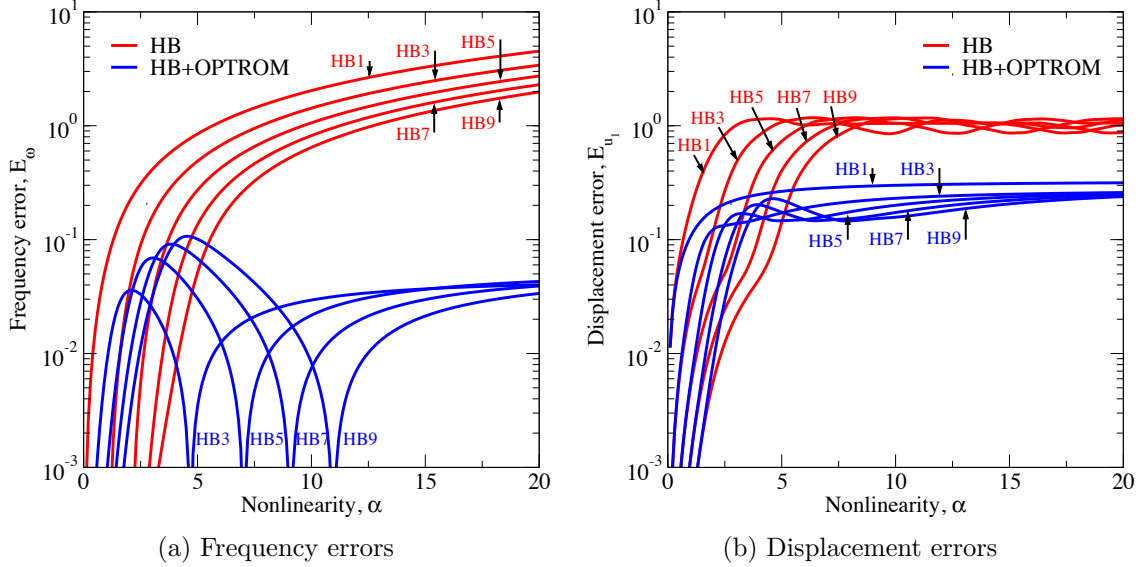 HB
HB+OPTROM
HB1
HB3
HB5
HB7
HB9
HB3
HB5
HB7
HB9
10^1
10^0
10^-1
10^-2
10^-3
0
5
10
15
20
Frequency error, E_ω
Nonlinearity, α
(a) Frequency errors
HB
HB+OPTROM
HB1
HB3
HB5
HB7
HB9
HB1
HB3
HB5
HB7
HB9
10^1
10^0
10^-1
10^-2
10^-3
0
5
10
15
20
Displacement error, E_u_1
Nonlinearity, α
(b) Displacement errors